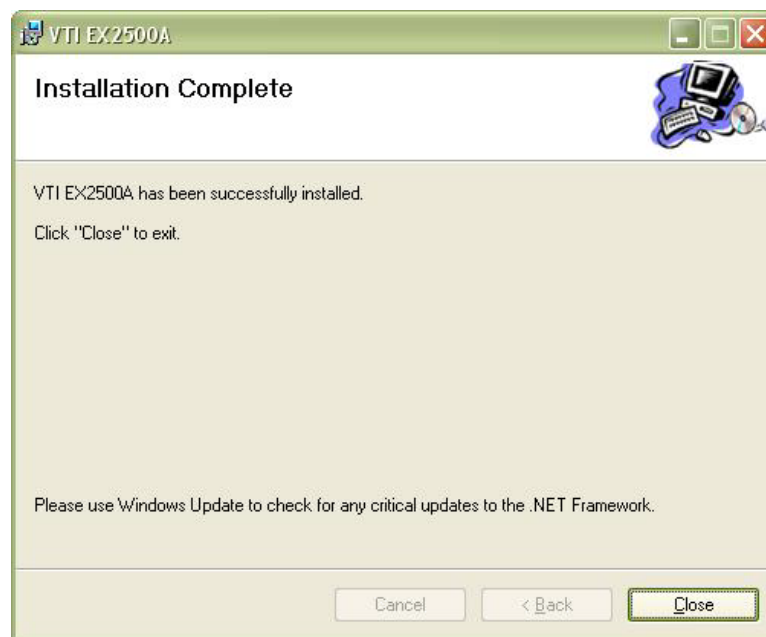 VTI EX2500A
Installation Complete
VTI EX2500A has been successfully installed.
Click "Close" to exit.
Please use Windows Update to check for any critical updates to the .NET Framework.
Cancel
< Back
Close